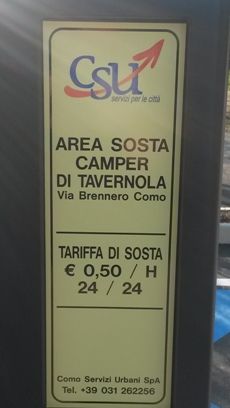 CSU
servizi per le città
AREA SOSTA
CAMPER
DI TAVERNOLA
Via Brennero Como
TARIFFA DI SOSTA
€ 0,50 / H
24 / 24
Como Servizi Urbani SpA
Tel. +39 031 262256